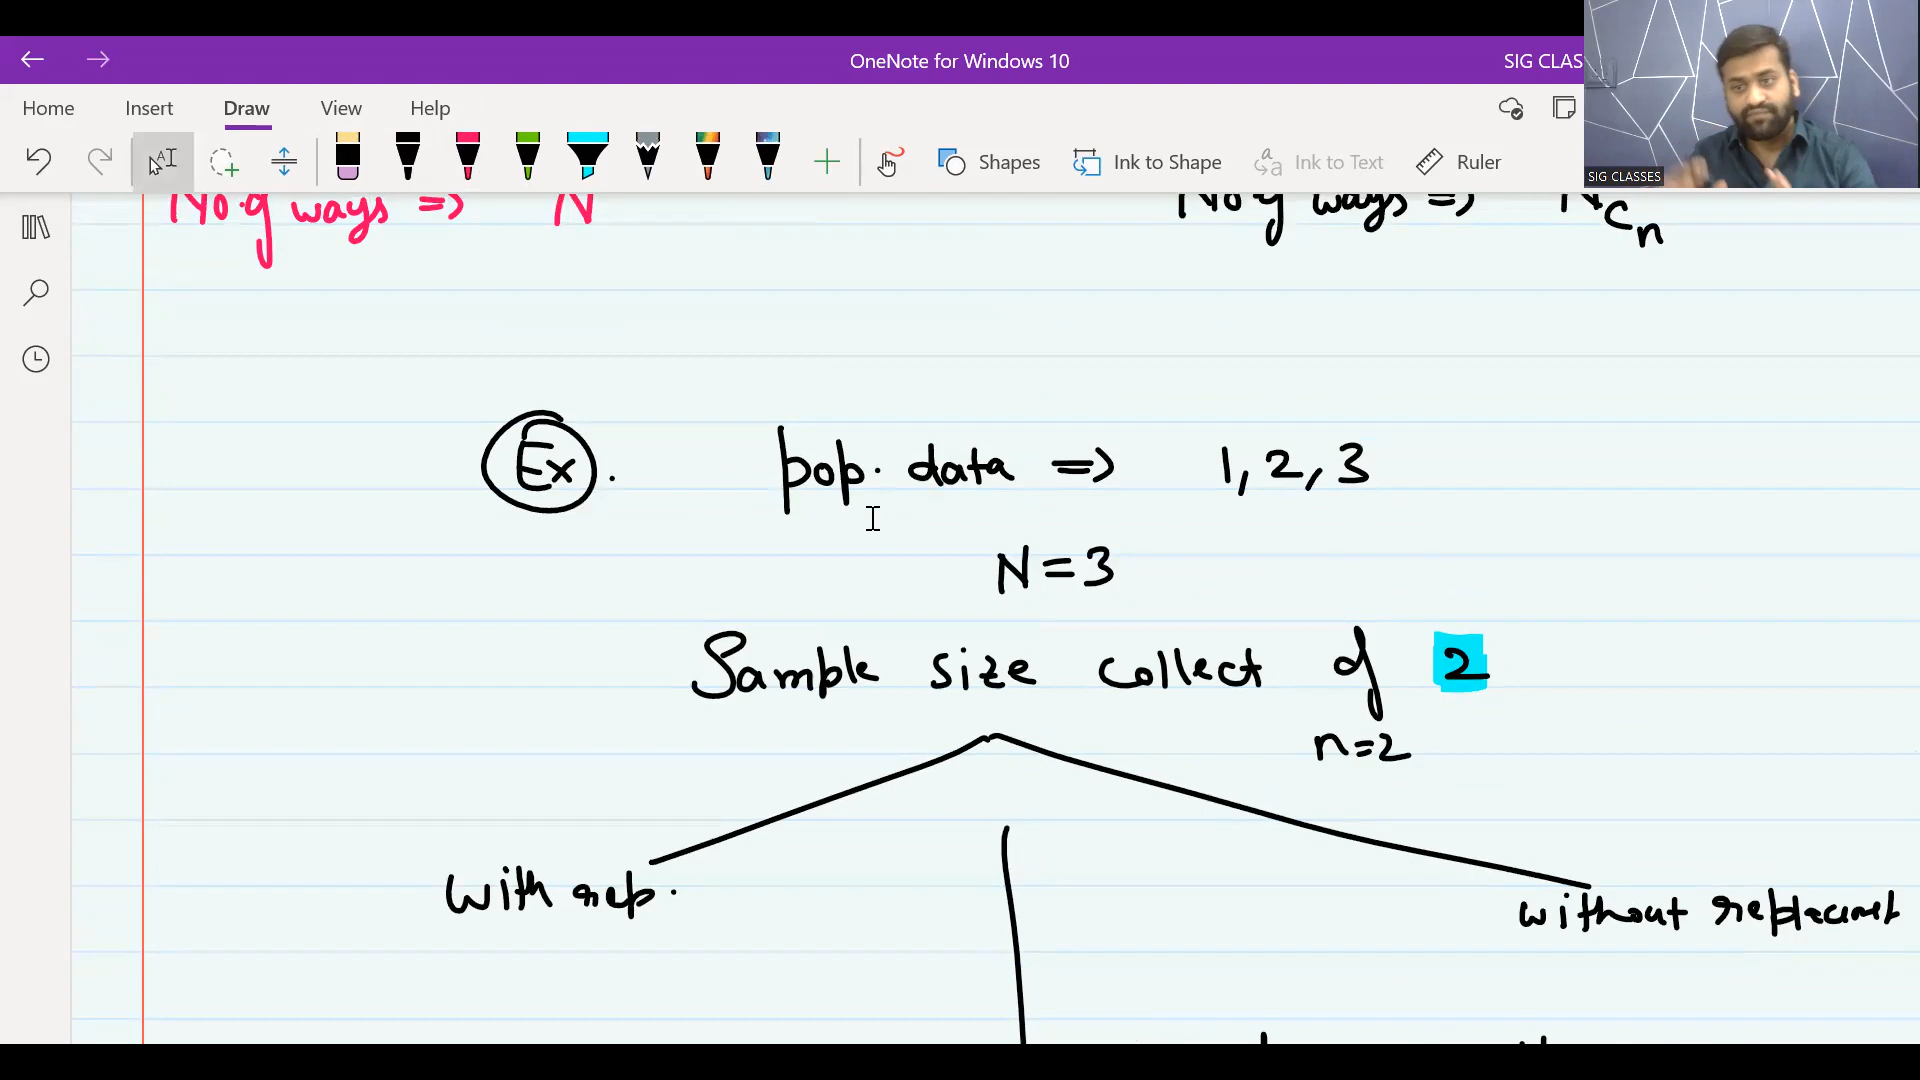 OneNote for Windows 10
SIG CLAS
Home Insert Draw View Help
Shapes Ink to Shape Ink to Text Ruler
SIG CLASSES
No. of ways => N
No of ways => N C n
Ex. pop. data => 1, 2, 3
N = 3
Sample size collect of 2
n = 2
With rep.
without